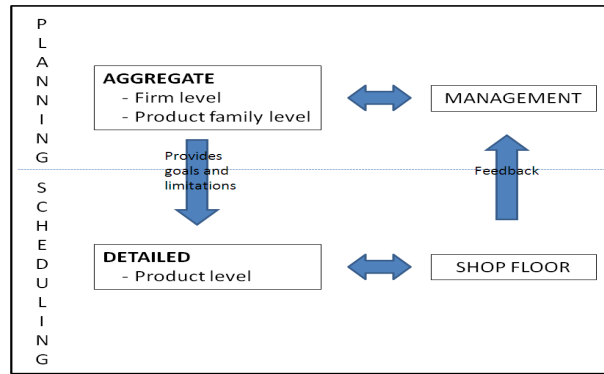 PLANNING
AGGREGATE
- Firm level
- Product family level
MANAGEMENT
Provides
goals and
limitations
Feedback
SCHEDULING
DETAILED
- Product level
SHOP FLOOR